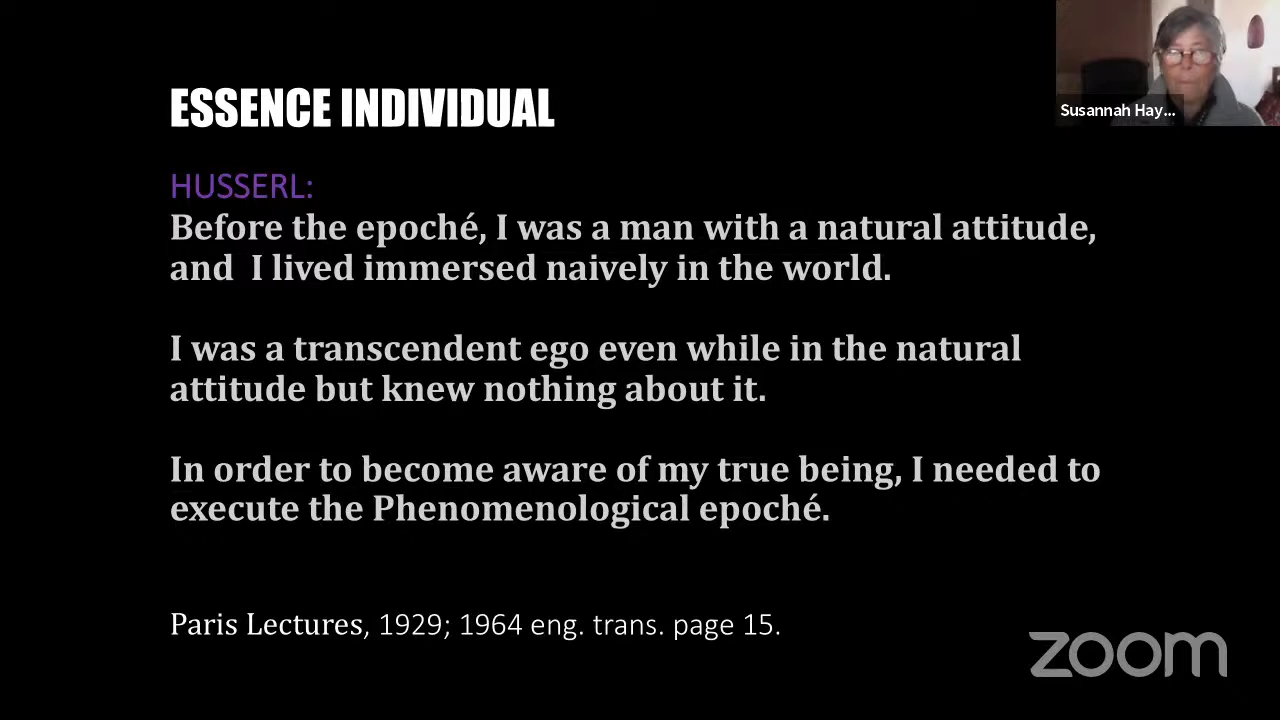 ESSENCE INDIVIDUAL
Susannah Hay...
HUSSERL:
Before the epoché, I was a man with a natural attitude,
and I lived immersed naively in the world.
I was a transcendent ego even while in the natural
attitude but knew nothing about it.
In order to become aware of my true being, I needed to
execute the Phenomenological epoché.
Paris Lectures, 1929; 1964 eng. trans. page 15.
zoom